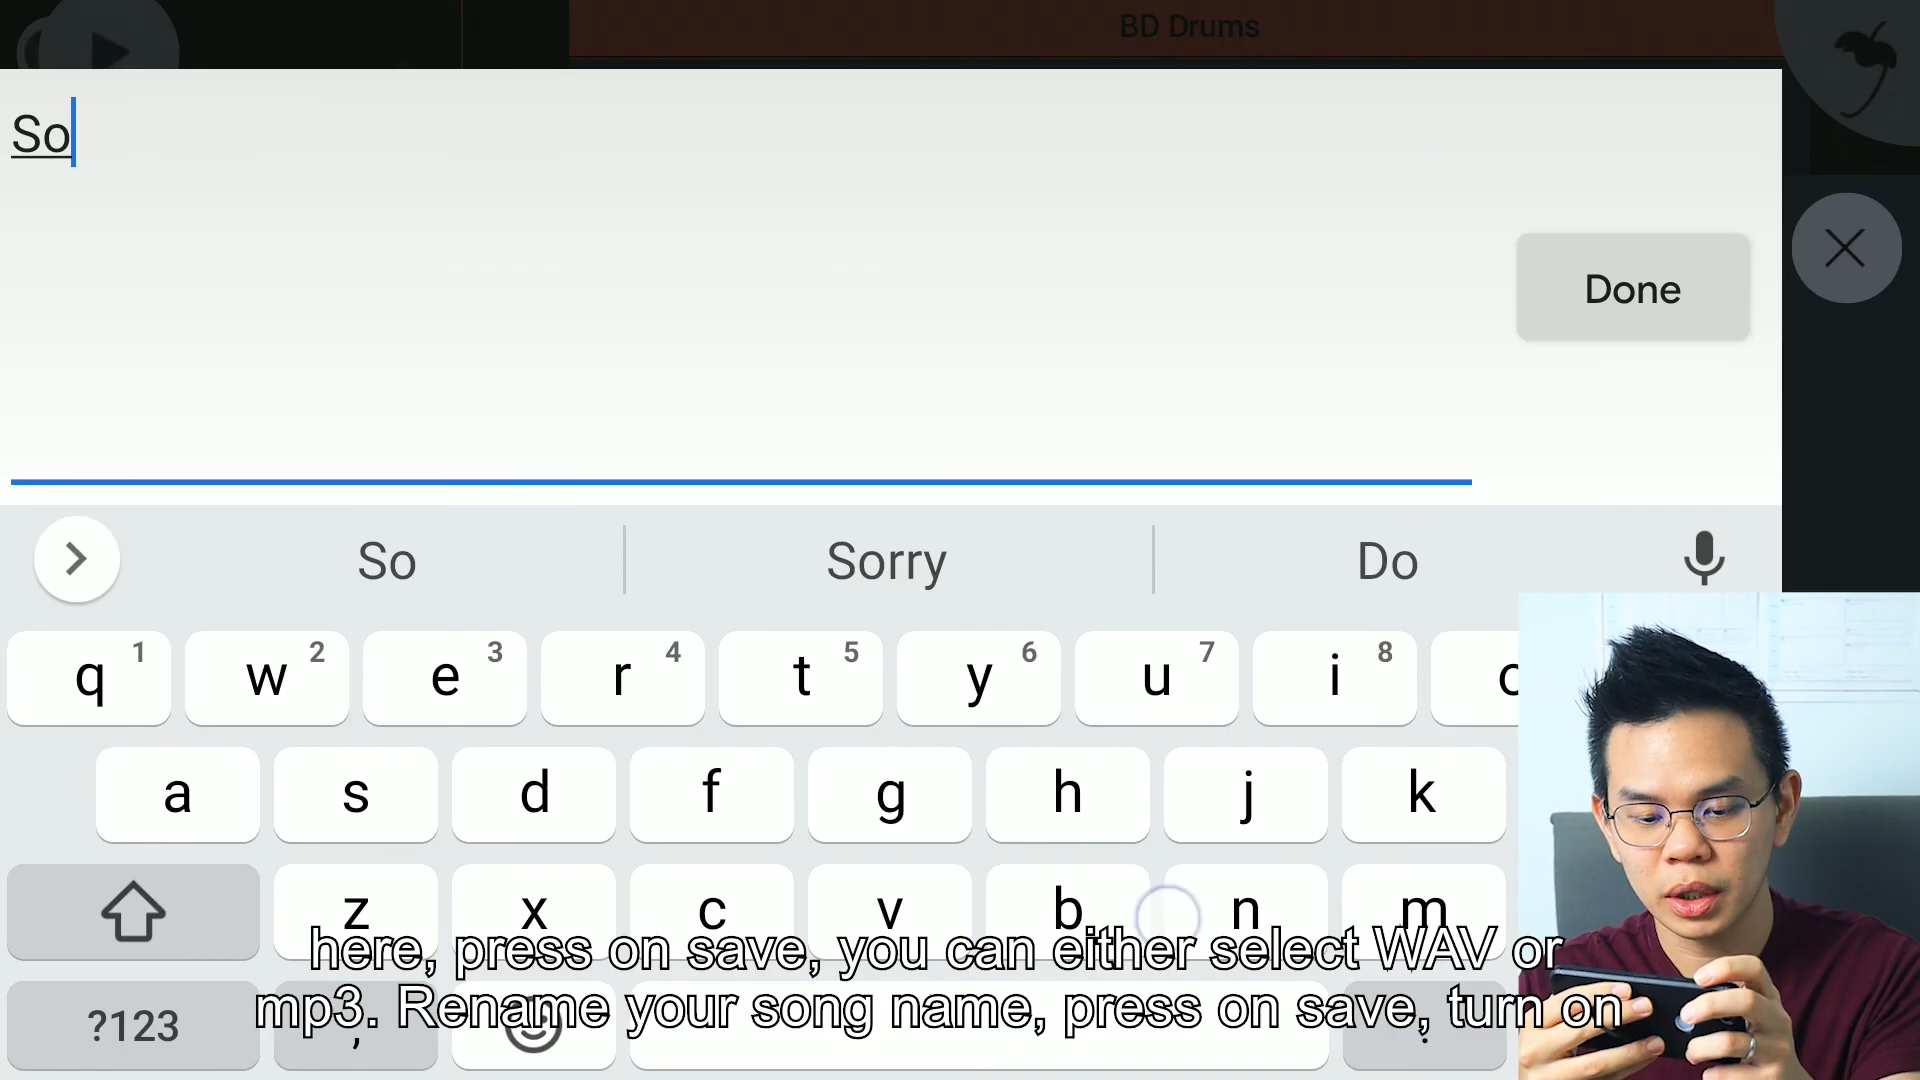 BD Drums
So
Done
So
Sorry
Do
q 1 w 2 e 3 r 4 t 5 y 6 u 7 i 8
a s d f g h j k
z x c v b n m
here, press on save, you can either select WAV or
mp3. Rename your song name, press on save, turn on
?123 ,